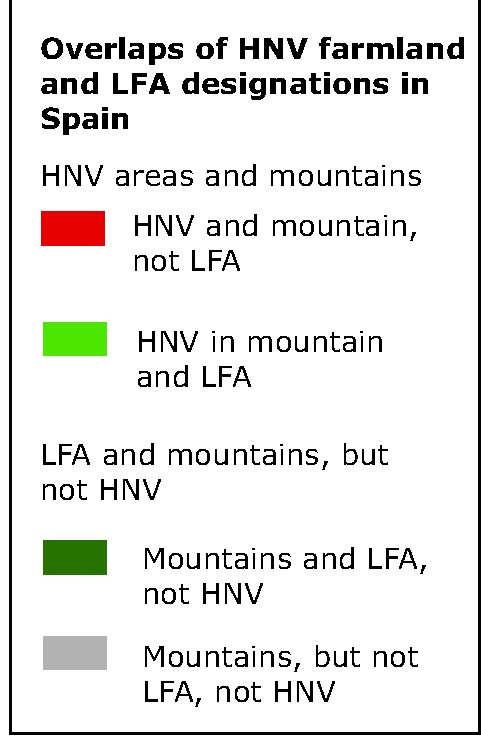 Overlaps of HNV farmland
and LFA designations in
Spain
HNV areas and mountains
HNV and mountain,
not LFA
HNV in mountain
and LFA
LFA and mountains, but
not HNV
Mountains and LFA,
not HNV
Mountains, but not
LFA, not HNV